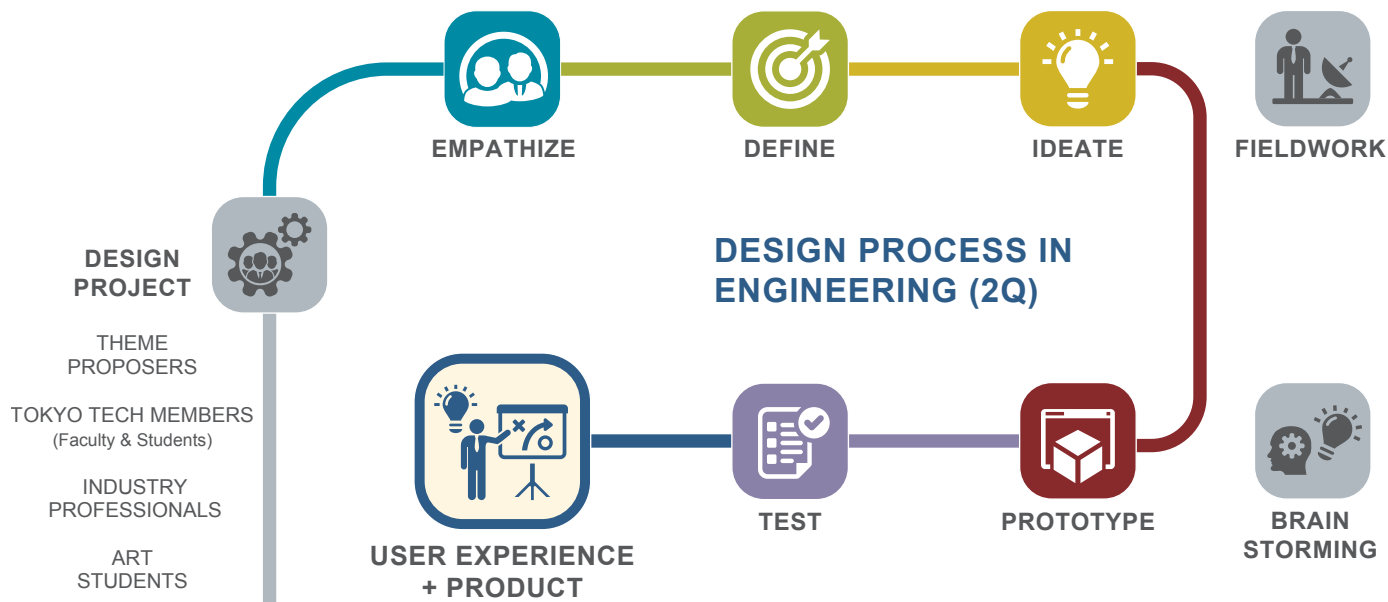 EMPATHIZE
DEFINE
IDEATE
FIELDWORK
DESIGN
PROJECT
DESIGN PROCESS IN
ENGINEERING (2Q)
THEME
PROPOSERS
TOKYO TECH MEMBERS
(Faculty & Students)
INDUSTRY
PROFESSIONALS
ART
STUDENTS
USER EXPERIENCE
+ PRODUCT
TEST
PROTOTYPE
BRAIN
STORMING